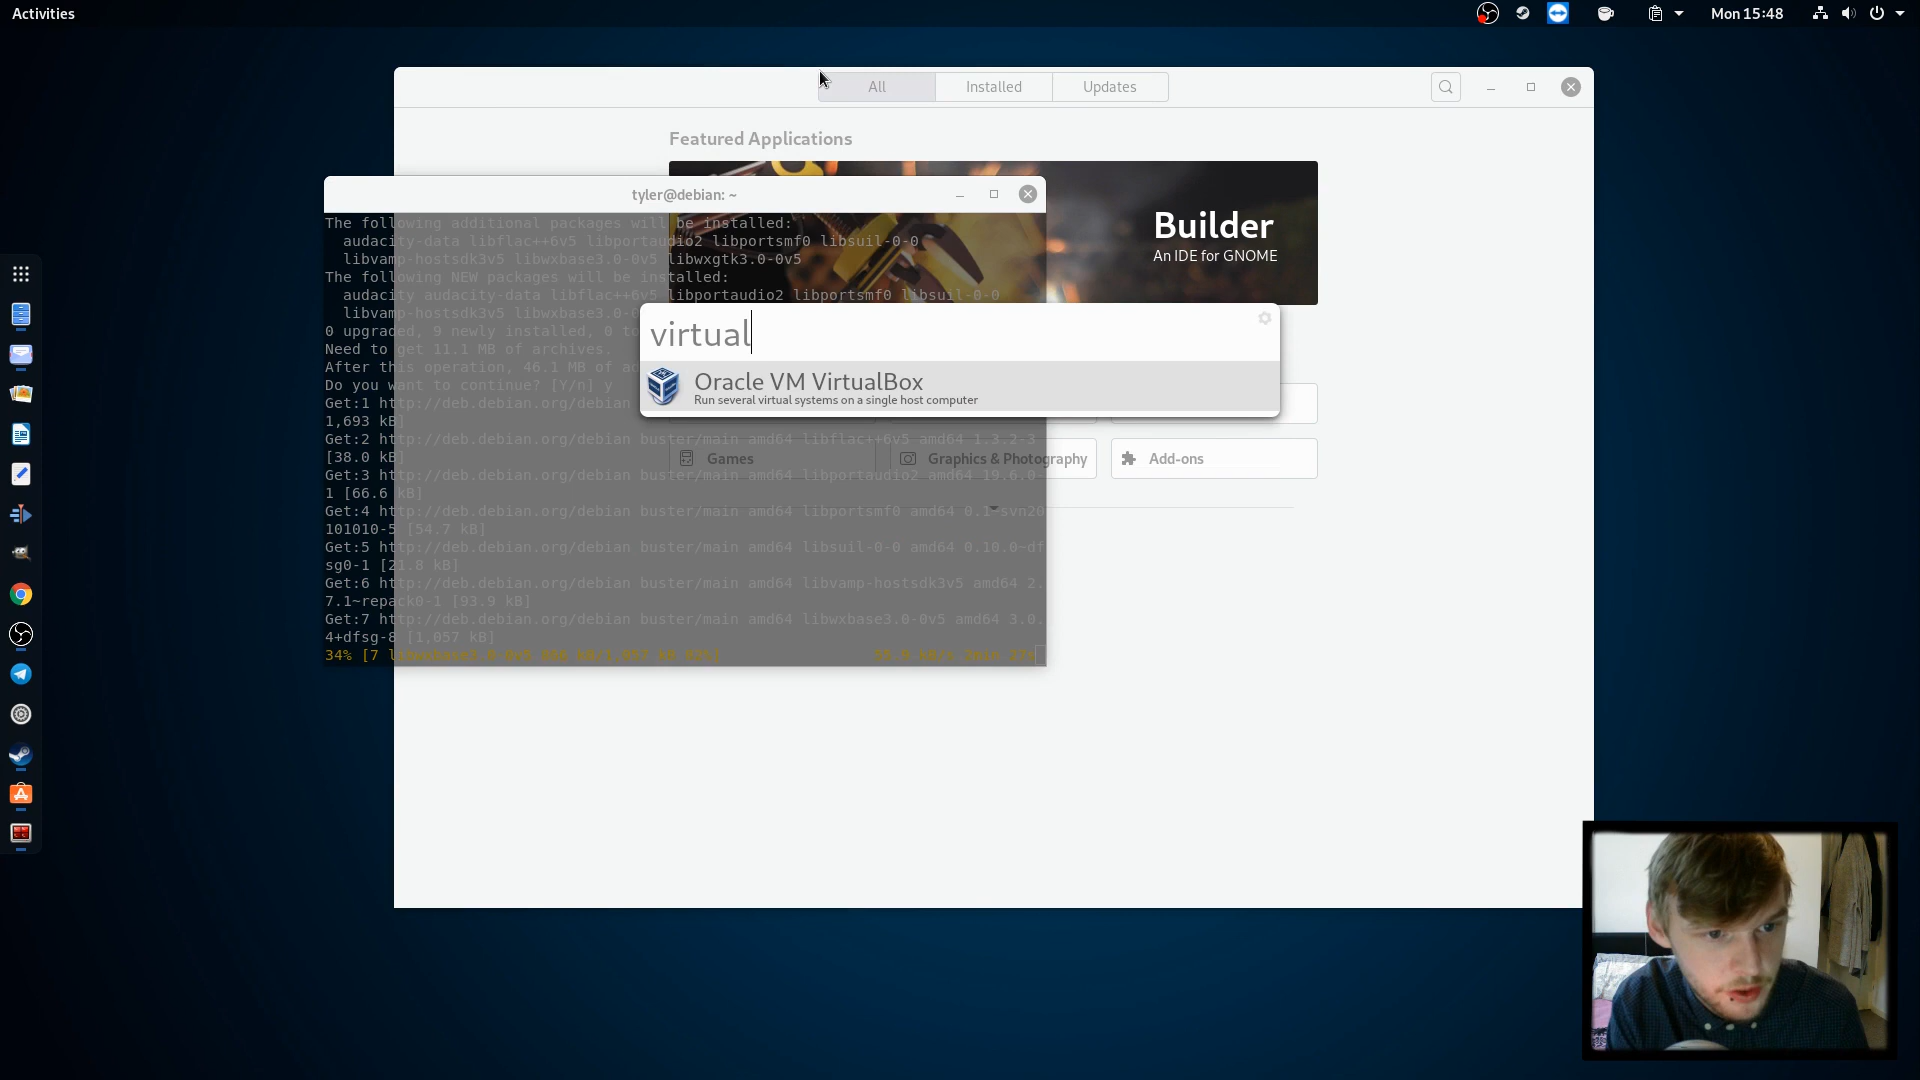 Activities
Mon 15:48
All
Installed
Updates
Featured Applications
Builder
An IDE for GNOME
tyler@debian: ~
The following additional packages will be installed:
audacity-data libflac++6v5 libportaudio2 libportsmf0 libsuil-0-0
libvamp-hostsdk3v5 libwxbase3.0-0v5 libwxgtk3.0-0v5
The following NEW packages will be installed:
audacity audacity-data libflac++6v5 libportaudio2 libportsmf0 libsuil-0-0
libvamp-hostsdk3v5 libwxbase3.0-0
0 upgraded, 9 newly installed, 0 to
Need to get 11.1 MB of archives.
After this operation, 46.1 MB of ad
Do you want to continue? [Y/n] y
Get:1 http://deb.debian.org/debian
1,693 kB]
Get:2 http://deb.debian.org/debian buster/main amd64 libflac++6v5 amd64 1.3.2-3
[38.0 kB]
Get:3 http://deb.debian.org/debian buster/main amd64 libportaudio2 amd64 19.6.0
1 [66.6 kB]
Get:4 http://deb.debian.org/debian buster/main amd64 libportsmf0 amd64 0.1~svn20
101010-5 [54.7 kB]
Get:5 http://deb.debian.org/debian buster/main amd64 libsuil-0-0 amd64 0.10.0~df
sg0-1 [21.8 kB]
Get:6 http://deb.debian.org/debian buster/main amd64 libvamp-hostsdk3v5 amd64 2.
7.1~repack0-1 [93.9 kB]
Get:7 http://deb.debian.org/debian buster/main amd64 libwxbase3.0-0v5 amd64 3.0.
4+dfsg-8 [1,057 kB]
34% [7 libwxbase3.0-0v5
virtual
Oracle VM VirtualBox
Run several virtual systems on a single host computer
Games
Graphics & Photography
Add-ons